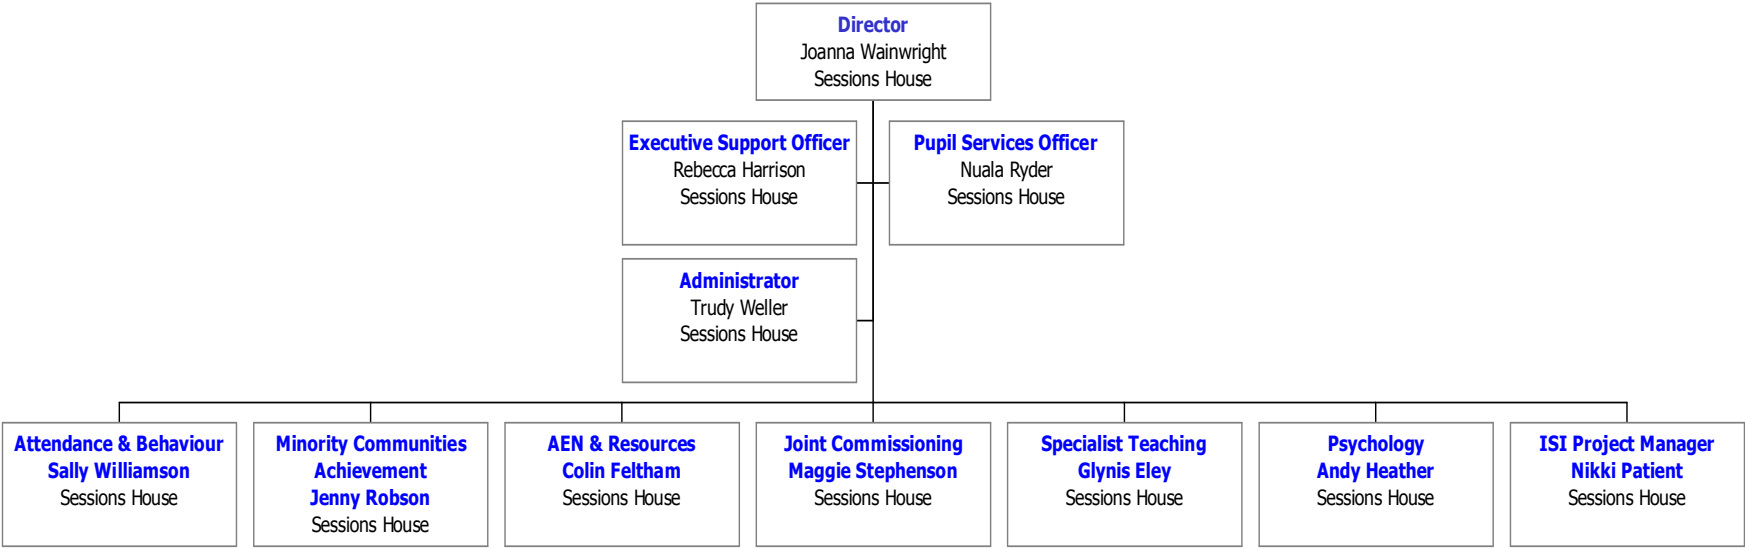 Director
Joanna Wainwright
Sessions House
Executive Support Officer
Rebecca Harrison
Sessions House
Pupil Services Officer
Nuala Ryder
Sessions House
Administrator
Trudy Weller
Sessions House
Attendance & Behaviour
Sally Williamson
Sessions House
Minority Communities
Achievement
Jenny Robson
Sessions House
AEN & Resources
Colin Feltham
Sessions House
Joint Commissioning
Maggie Stephenson
Sessions House
Specialist Teaching
Glynis Eley
Sessions House
Psychology
Andy Heather
Sessions House
ISI Project Manager
Nikki Patient
Sessions House